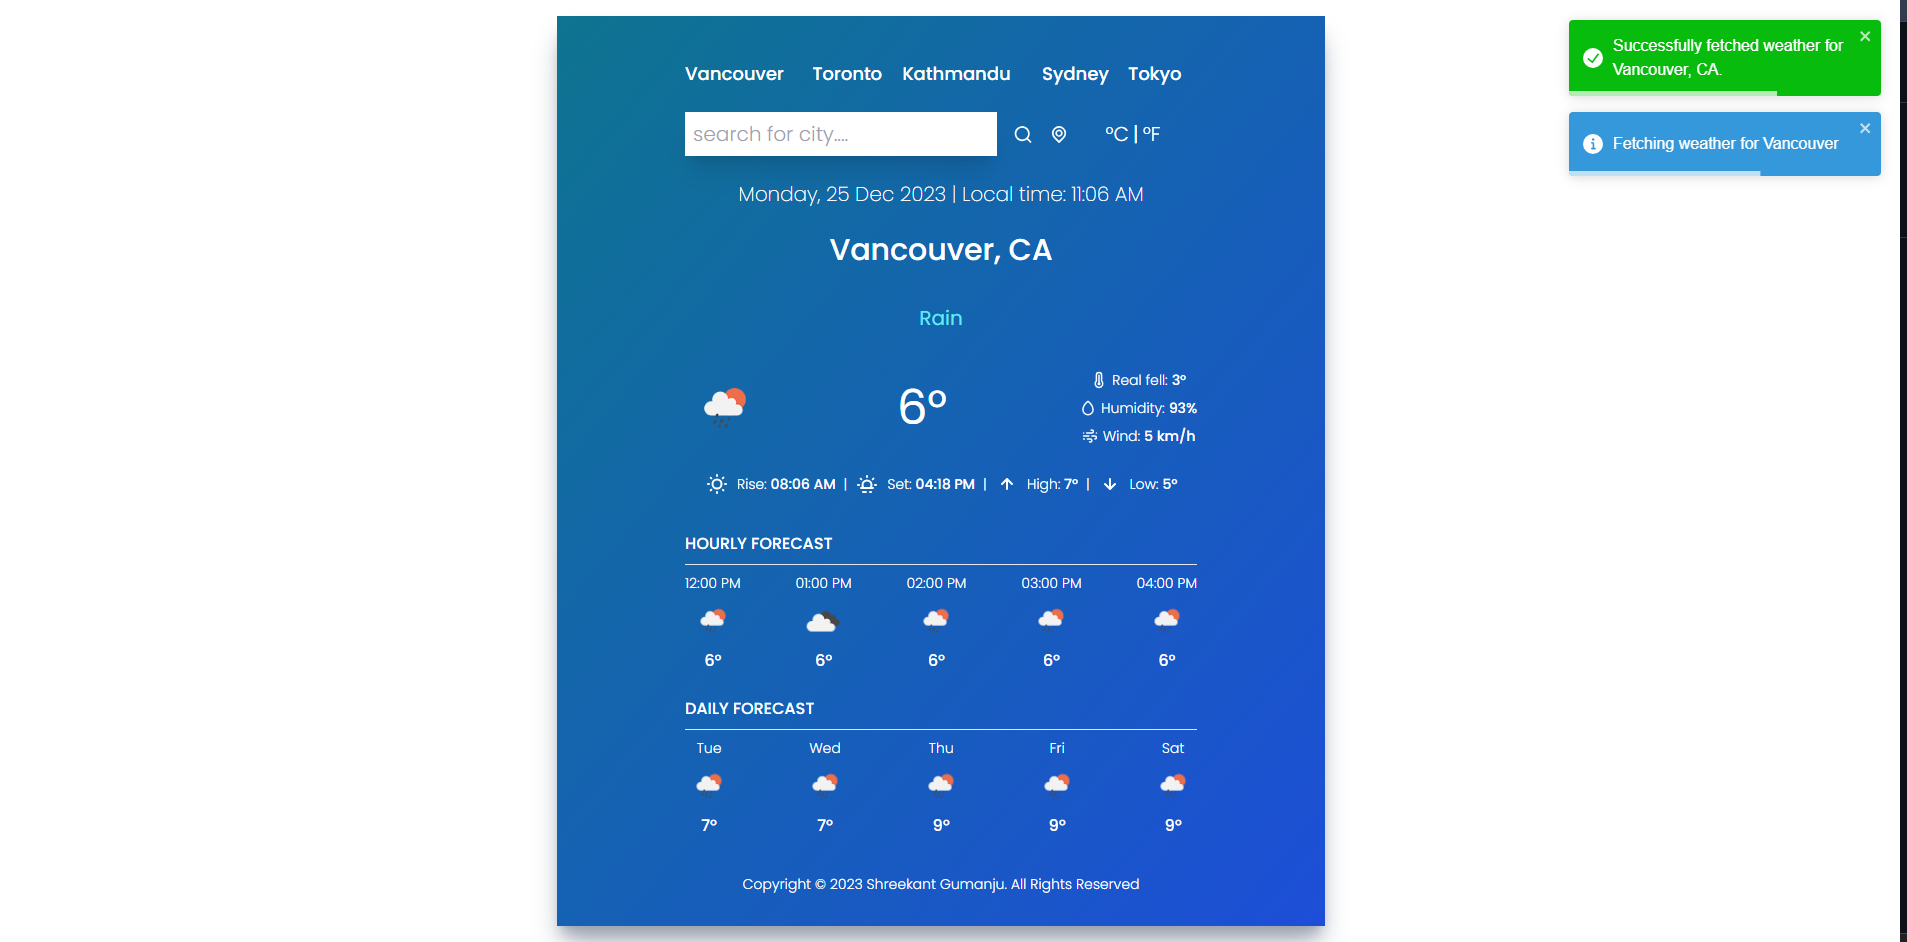 Vancouver Toronto Kathmandu Sydney Tokyo
search for city....
°C | °F
Monday, 25 Dec 2023 | Local time: 11:06 AM
Vancouver, CA
Rain
6°
Real fell: 3°
Humidity: 93%
Wind: 5 km/h
Rise: 08:06 AM | Set: 04:18 PM | High: 7° | Low: 5°
HOURLY FORECAST
12:00 PM 01:00 PM 02:00 PM 03:00 PM 04:00 PM
6° 6° 6° 6° 6°
DAILY FORECAST
Tue Wed Thu Fri Sat
7° 7° 9° 9° 9°
Copyright © 2023 Shreekant Gumanju. All Rights Reserved
Successfully fetched weather for
Vancouver, CA.
Fetching weather for Vancouver